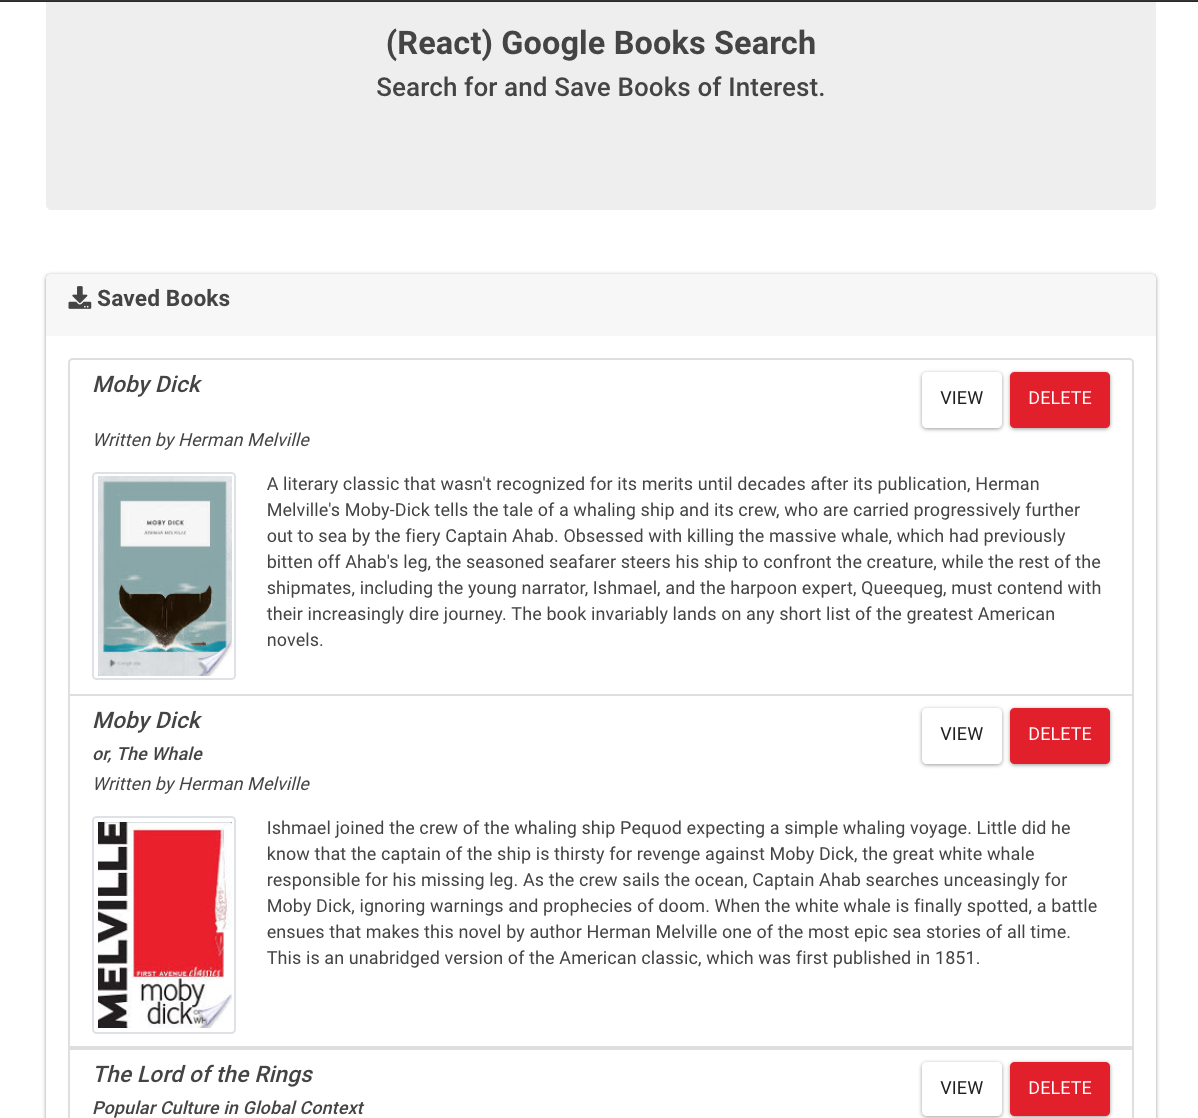 (React) Google Books Search
Search for and Save Books of Interest.
Saved Books
Moby Dick
VIEW
DELETE
Written by Herman Melville
MOBY DICK
HERMAN MELVILLE
A literary classic that wasn't recognized for its merits until decades after its publication, Herman
Melville's Moby-Dick tells the tale of a whaling ship and its crew, who are carried progressively further
out to sea by the fiery Captain Ahab. Obsessed with killing the massive whale, which had previously
bitten off Ahab's leg, the seasoned seafarer steers his ship to confront the creature, while the rest of the
shipmates, including the young narrator, Ishmael, and the harpoon expert, Queequeg, must contend with
their increasingly dire journey. The book invariably lands on any short list of the greatest American
novels.
Moby Dick
VIEW
DELETE
or, The Whale
Written by Herman Melville
MELVILLE
FIRST AVENUE classics
moby
dick
Ishmael joined the crew of the whaling ship Pequod expecting a simple whaling voyage. Little did he
know that the captain of the ship is thirsty for revenge against Moby Dick, the great white whale
responsible for his missing leg. As the crew sails the ocean, Captain Ahab searches unceasingly for
Moby Dick, ignoring warnings and prophecies of doom. When the white whale is finally spotted, a battle
ensues that makes this novel by author Herman Melville one of the most epic sea stories of all time.
This is an unabridged version of the American classic, which was first published in 1851.
The Lord of the Rings
VIEW
DELETE
Popular Culture in Global Context